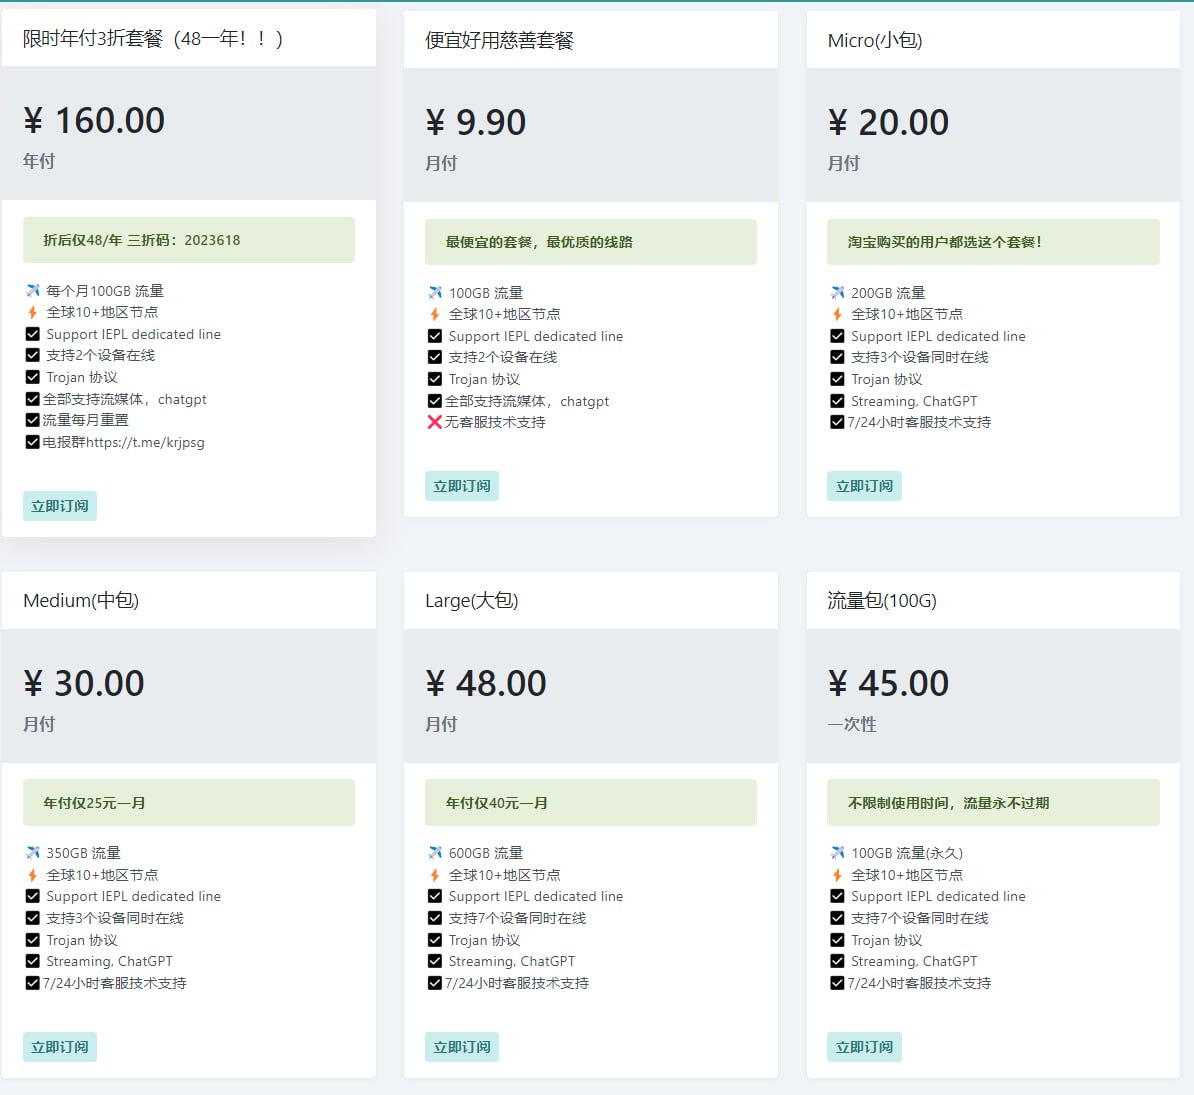 限时年付3折套餐（48一年！！）
¥ 160.00
年付
折后仅48/年 三折码：2023618
✈️ 每个月100GB 流量
⚡ 全球10+地区节点
☑ Support IEPL dedicated line
☑ 支持2个设备在线
☑ Trojan 协议
☑全部支持流媒体，chatgpt
☑流量每月重置
☑电报群https://t.me/krjpsg
立即订阅
便宜好用慈善套餐
¥ 9.90
月付
最便宜的套餐，最优质的线路
✈️ 100GB 流量
⚡ 全球10+地区节点
☑ Support IEPL dedicated line
☑ 支持2个设备在线
☑ Trojan 协议
☑全部支持流媒体，chatgpt
❌无客服技术支持
立即订阅
Micro(小包)
¥ 20.00
月付
淘宝购买的用户都选这个套餐！
✈️ 200GB 流量
⚡ 全球10+地区节点
☑ Support IEPL dedicated line
☑ 支持3个设备同时在线
☑ Trojan 协议
☑ Streaming, ChatGPT
☑7/24小时客服技术支持
立即订阅
Medium(中包)
¥ 30.00
月付
年付仅25元一月
✈️ 350GB 流量
⚡ 全球10+地区节点
☑ Support IEPL dedicated line
☑ 支持3个设备同时在线
☑ Trojan 协议
☑ Streaming, ChatGPT
☑7/24小时客服技术支持
立即订阅
Large(大包)
¥ 48.00
月付
年付仅40元一月
✈️ 600GB 流量
⚡ 全球10+地区节点
☑ Support IEPL dedicated line
☑ 支持7个设备同时在线
☑ Trojan 协议
☑ Streaming, ChatGPT
☑7/24小时客服技术支持
立即订阅
流量包(100G)
¥ 45.00
一次性
不限制使用时间，流量永不过期
✈️ 100GB 流量(永久)
⚡ 全球10+地区节点
☑ Support IEPL dedicated line
☑ 支持7个设备同时在线
☑ Trojan 协议
☑ Streaming, ChatGPT
☑7/24小时客服技术支持
立即订阅